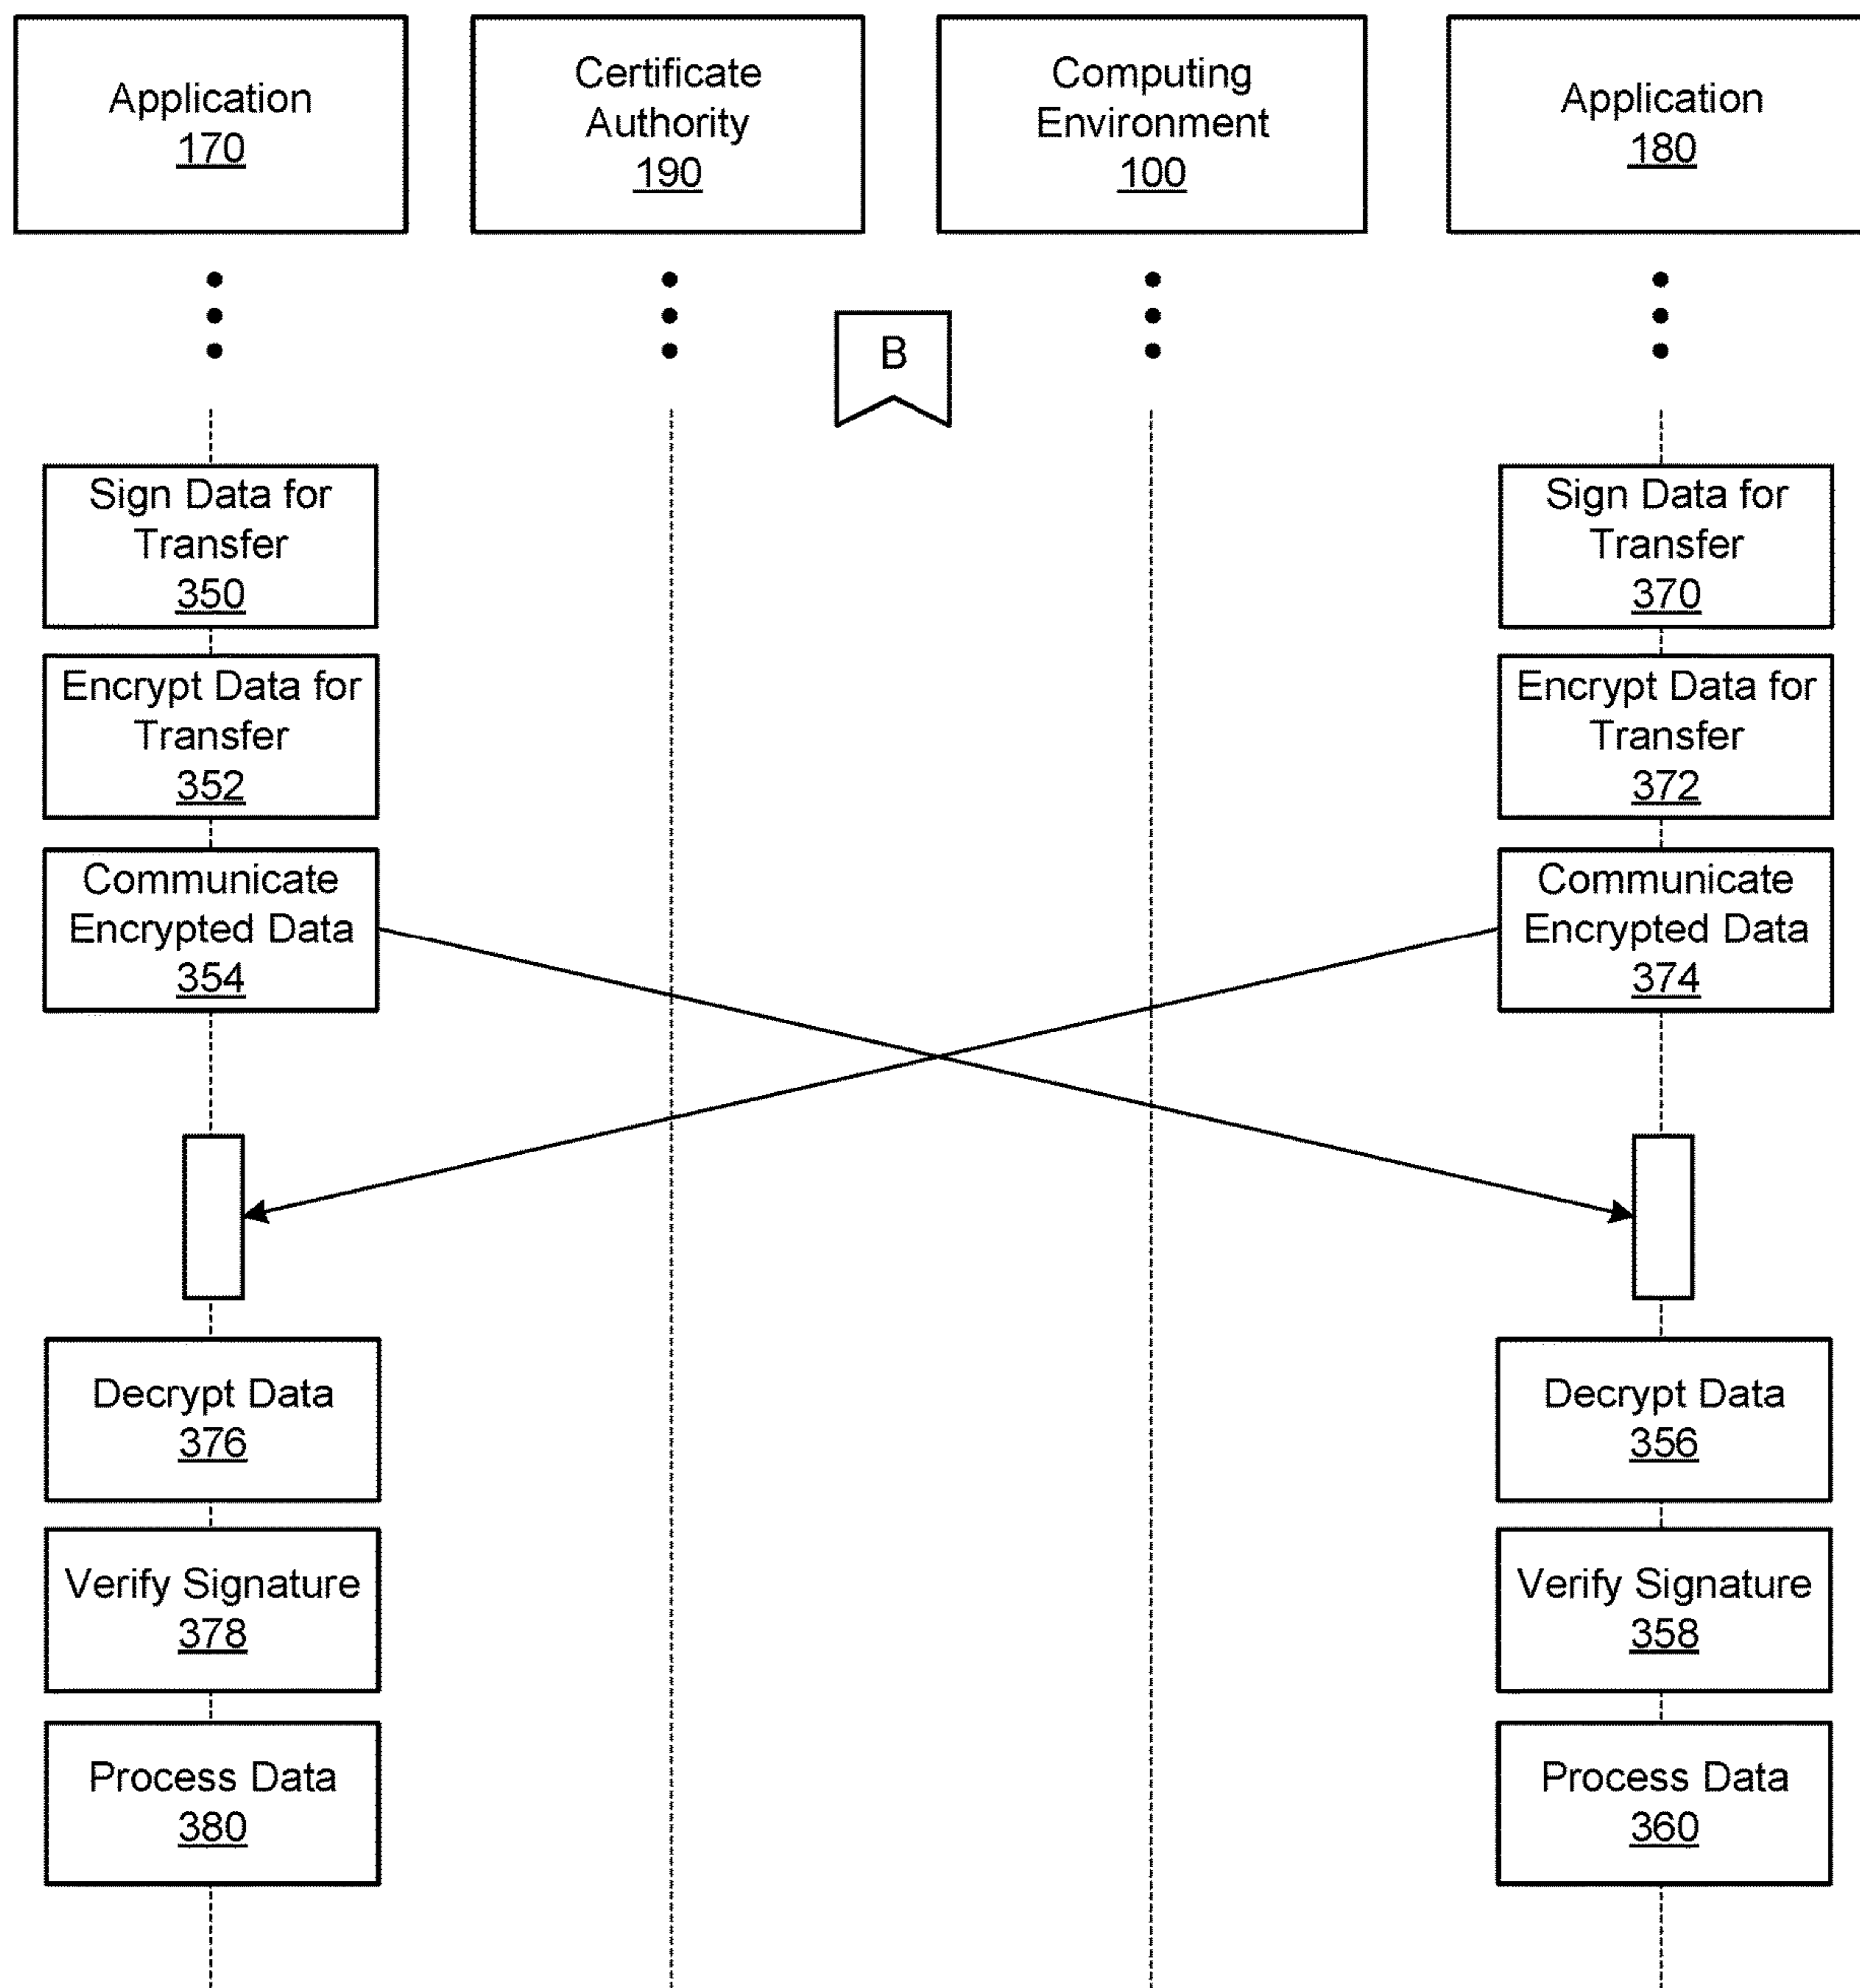 Application
170
Certificate
Authority
190
Computing
Environment
100
Application
180
B
Sign Data for
Transfer
350
Sign Data for
Transfer
370
Encrypt Data for
Transfer
352
Encrypt Data for
Transfer
372
Communicate
Encrypted Data
354
Communicate
Encrypted Data
374
Decrypt Data
376
Decrypt Data
356
Verify Signature
378
Verify Signature
358
Process Data
380
Process Data
360